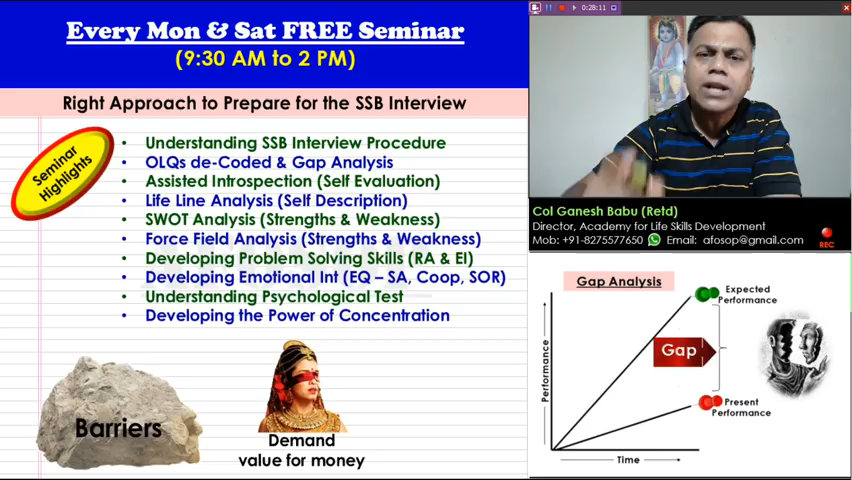 Every Mon & Sat FREE Seminar
(9:30 AM to 2 PM)
Right Approach to Prepare for the SSB Interview
Seminar
Highlights
• Understanding SSB Interview Procedure
• OLQs de-Coded & Gap Analysis
• Assisted Introspection (Self Evaluation)
• Life Line Analysis (Self Description)
• SWOT Analysis (Strengths & Weakness)
• Force Field Analysis (Strengths & Weakness)
• Developing Problem Solving Skills (RA & EI)
• Developing Emotional Int (EQ – SA, Coop, SOR)
• Understanding Psychological Test
• Developing the Power of Concentration
Barriers
Demand
value for money
0:28:11
Col Ganesh Babu (Retd)
Director, Academy for Life Skills Development
Mob: +91-8275577650 Email: afosop@gmail.com
REC
Gap Analysis
Expected
Performance
Gap
Present
Performance
Performance
Time